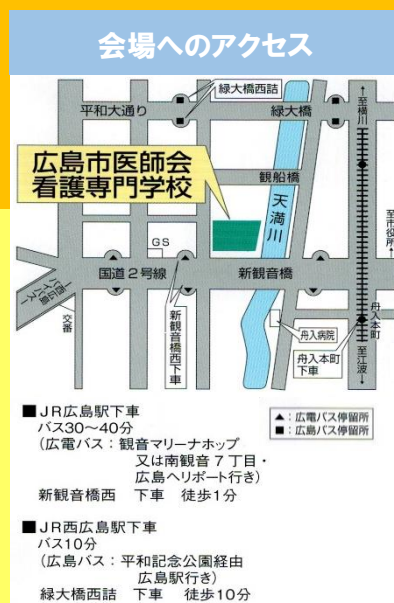 会場へのアクセス
緑大橋西詰
平和大通り
緑大橋
至横川
広島市医師会
看護専門学校
観船橋
天満川
至市役所
GS
国道2号線
新観音橋
西広島バイパス
交番
新観音橋西下車
舟入病院
舟入本町
下車
舟入本町
至江波
■JR広島駅下車
バス30～40分
(広電バス：観音マリーナホップ
又は南観音7丁目・
広島ヘリポート行き)
新観音橋西 下車 徒歩1分
▲：広電バス停留所
■：広島バス停留所
■JR西広島駅下車
バス10分
(広島バス：平和記念公園経由
広島駅行き)
緑大橋西詰 下車 徒歩10分